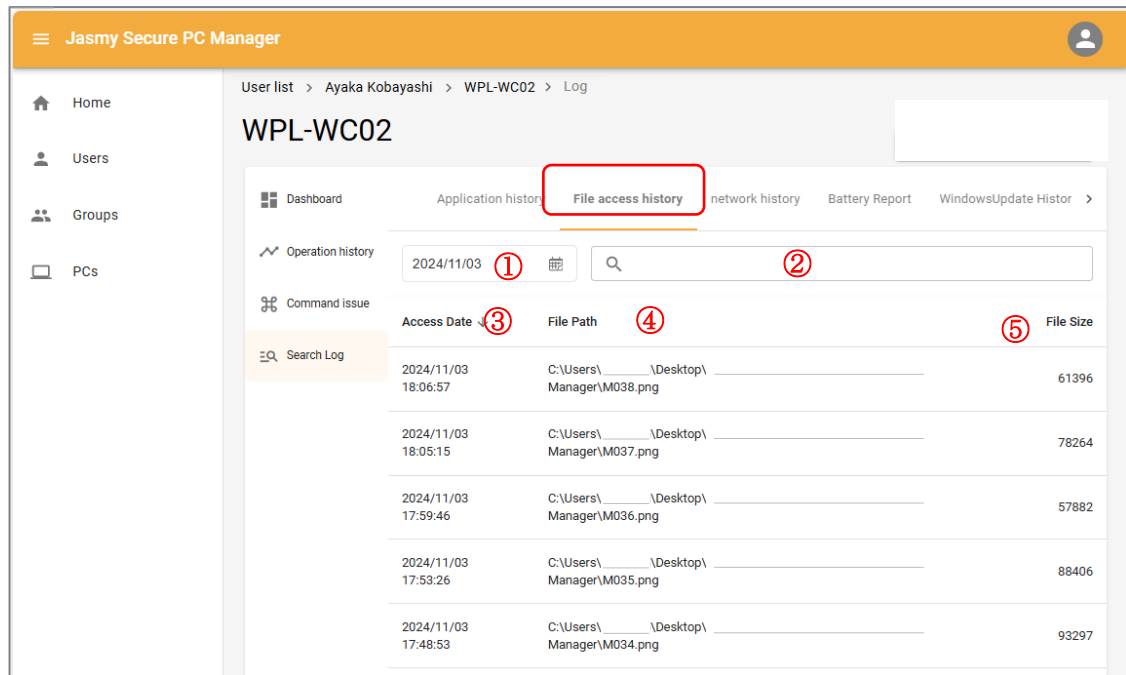 Jasmy Secure PC Manager
Home
Users
Groups
PCs
User list > Ayaka Kobayashi > WPL-WC02 > Log
WPL-WC02
Dashboard
Operation history
Command issue
Search Log
Application history File access history network history Battery Report WindowsUpdate Histor >
2024/11/03 ① ②
Access Date ↓ ③ File Path ④ ⑤ File Size
2024/11/03 C:\Users\ \Desktop\
18:06:57 Manager\M038.png 61396
2024/11/03 C:\Users\ \Desktop\
18:05:15 Manager\M037.png 78264
2024/11/03 C:\Users\ \Desktop\
17:59:46 Manager\M036.png 57882
2024/11/03 C:\Users\ \Desktop\
17:53:26 Manager\M035.png 88406
2024/11/03 C:\Users\ \Desktop\
17:48:53 Manager\M034.png 93297